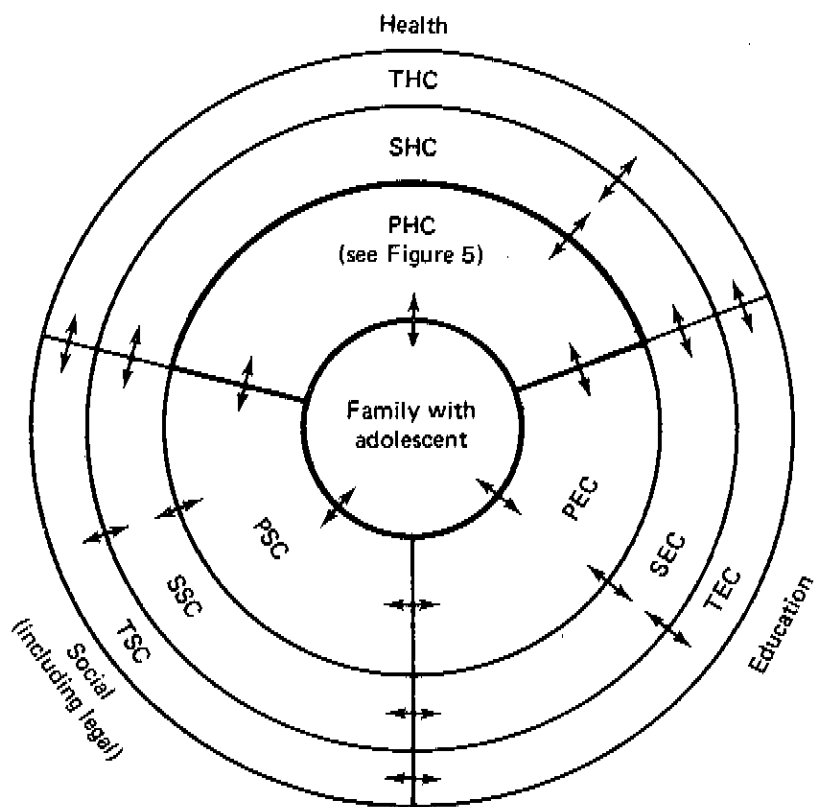 Health
THC
SHC
PHC
(see Figure 5)
Family with
adolescent
PSC
SSC
TSC
Social
(including legal)
PEC
SEC
TEC
Education